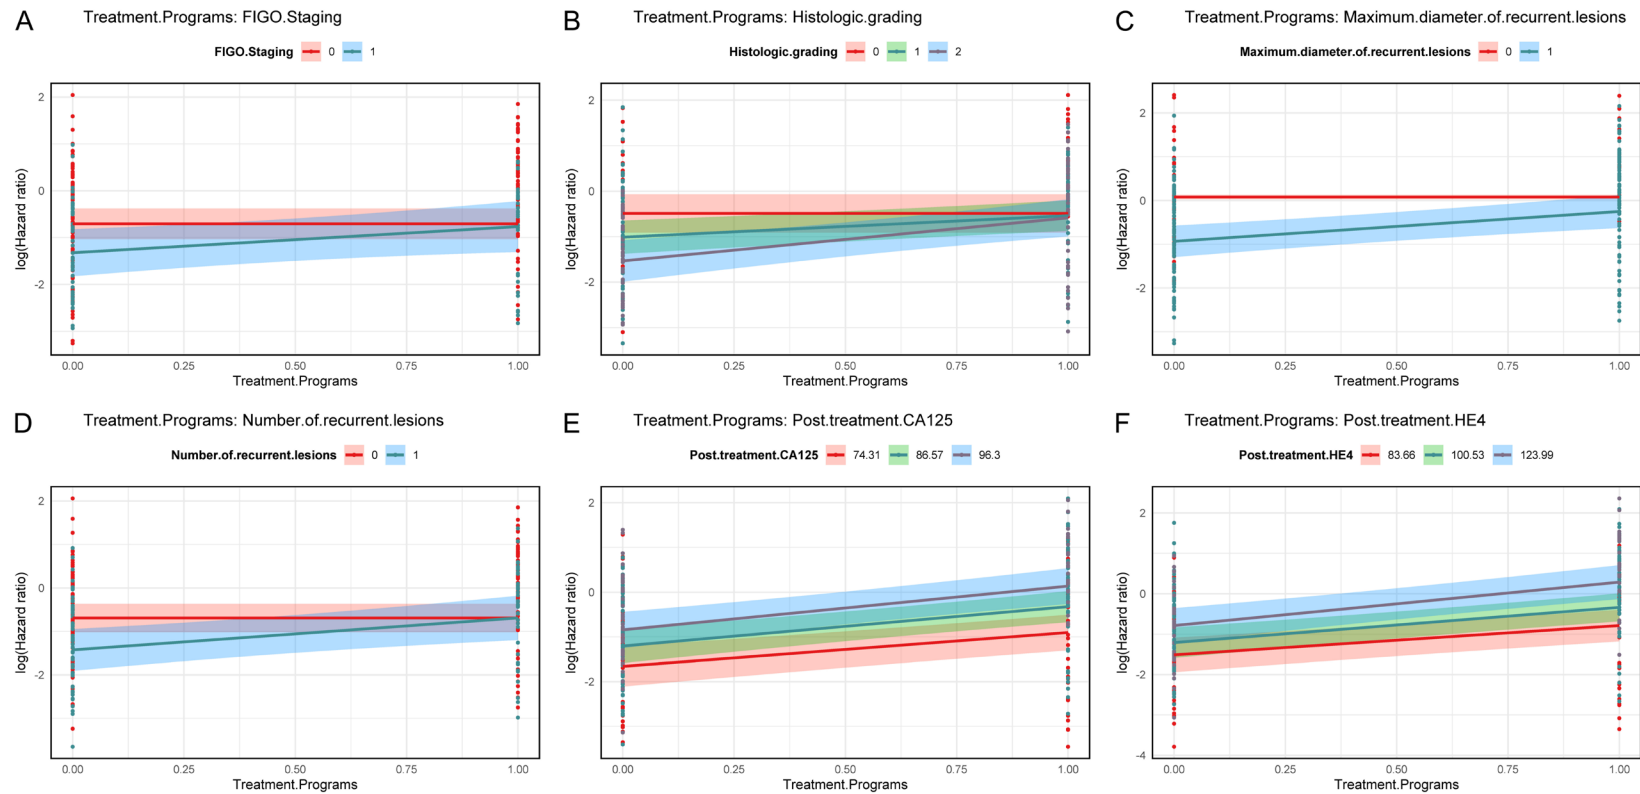 A Treatment.Programs: FIGO.Staging
FIGO.Staging 0 1
log(Hazard ratio)
2
0
-2
0.00 0.25 0.50 0.75 1.00
Treatment.Programs
B Treatment.Programs: Histologic.grading
Histologic.grading 0 1 2
log(Hazard ratio)
2
0
-2
0.00 0.25 0.50 0.75 1.00
Treatment.Programs
C Treatment.Programs: Maximum.diameter.of.recurrent.lesions
Maximum.diameter.of.recurrent.lesions 0 1
log(Hazard ratio)
2
0
-2
0.00 0.25 0.50 0.75 1.00
Treatment.Programs
D Treatment.Programs: Number.of.recurrent.lesions
Number.of.recurrent.lesions 0 1
log(Hazard ratio)
2
0
-2
0.00 0.25 0.50 0.75 1.00
Treatment.Programs
E Treatment.Programs: Post.treatment.CA125
Post.treatment.CA125 74.31 86.57 96.3
log(Hazard ratio)
2
0
-2
0.00 0.25 0.50 0.75 1.00
Treatment.Programs
F Treatment.Programs: Post.treatment.HE4
Post.treatment.HE4 83.66 100.53 123.99
log(Hazard ratio)
2
0
-2
-4
0.00 0.25 0.50 0.75 1.00
Treatment.Programs